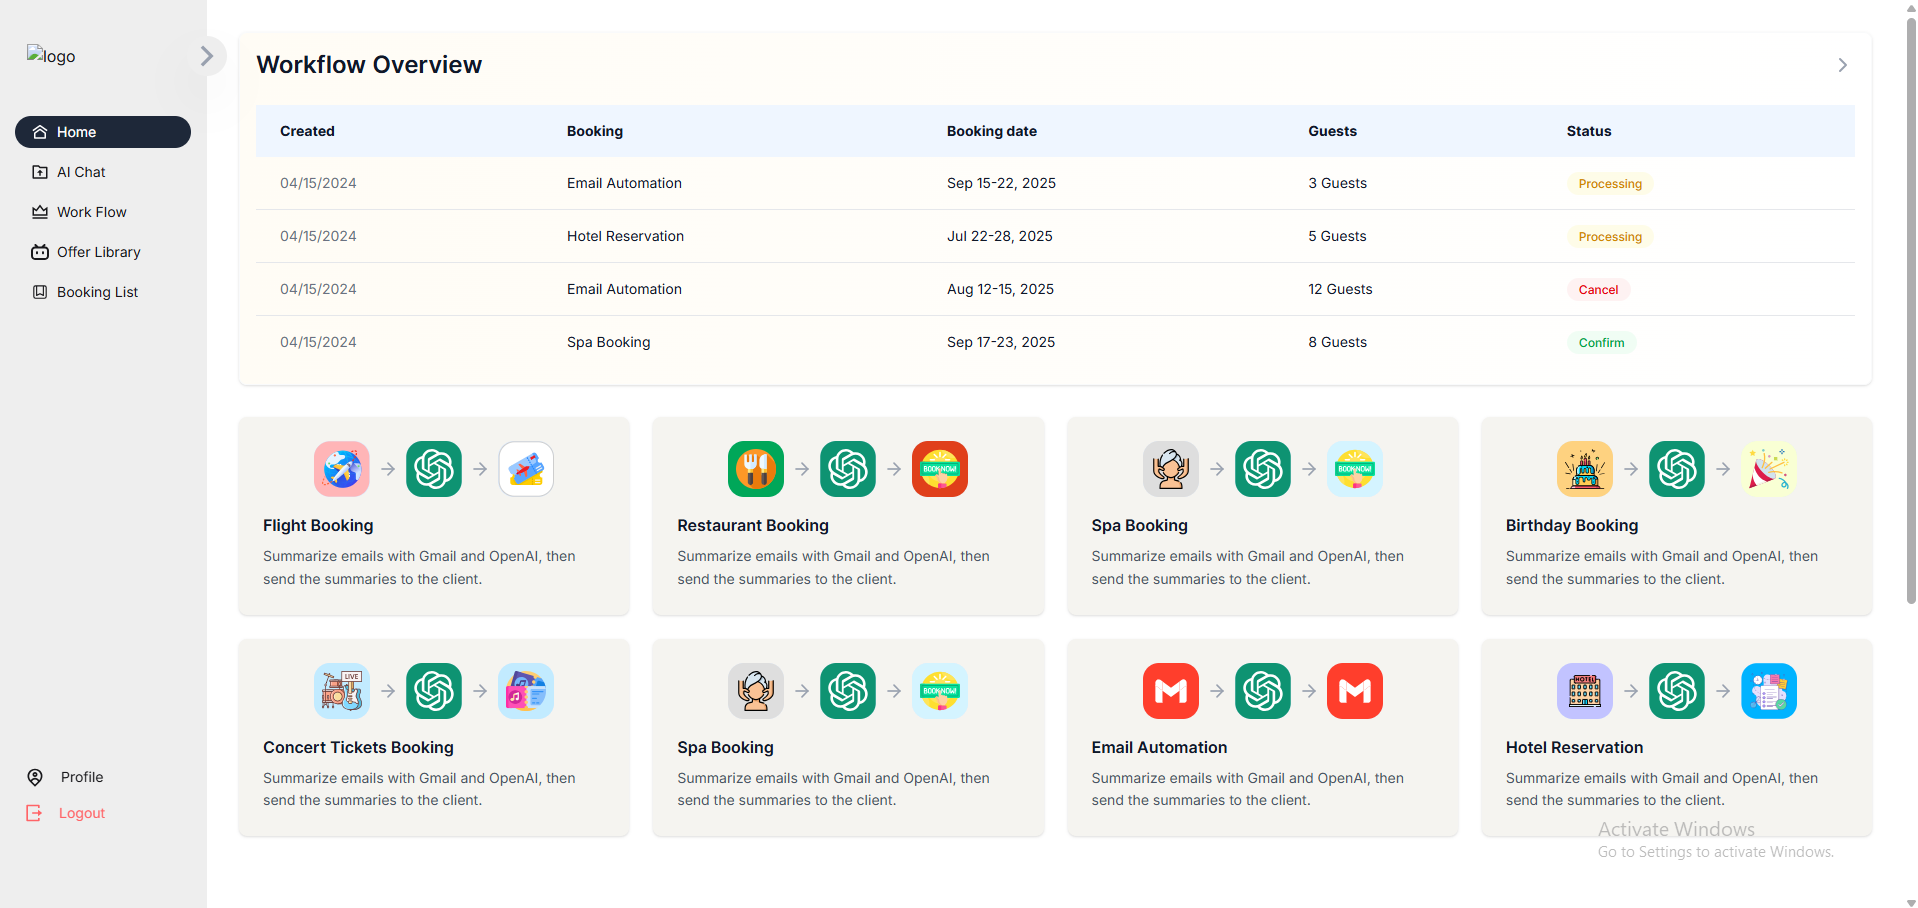 logo
Home
AI Chat
Work Flow
Offer Library
Booking List
Profile
Logout
Workflow Overview
Created Booking Booking date Guests Status
04/15/2024 Email Automation Sep 15-22, 2025 3 Guests Processing
04/15/2024 Hotel Reservation Jul 22-28, 2025 5 Guests Processing
04/15/2024 Email Automation Aug 12-15, 2025 12 Guests Cancel
04/15/2024 Spa Booking Sep 17-23, 2025 8 Guests Confirm
BOOK NOW!
Flight Booking
Summarize emails with Gmail and OpenAI, then
send the summaries to the client.
Restaurant Booking
Summarize emails with Gmail and OpenAI, then
send the summaries to the client.
BOOK NOW!
Spa Booking
Summarize emails with Gmail and OpenAI, then
send the summaries to the client.
Birthday Booking
Summarize emails with Gmail and OpenAI, then
send the summaries to the client.
LIVE
Concert Tickets Booking
Summarize emails with Gmail and OpenAI, then
send the summaries to the client.
BOOK NOW!
Spa Booking
Summarize emails with Gmail and OpenAI, then
send the summaries to the client.
Email Automation
Summarize emails with Gmail and OpenAI, then
send the summaries to the client.
HOTEL
Hotel Reservation
Summarize emails with Gmail and OpenAI, then
send the summaries to the client.
Activate Windows
Go to Settings to activate Windows.